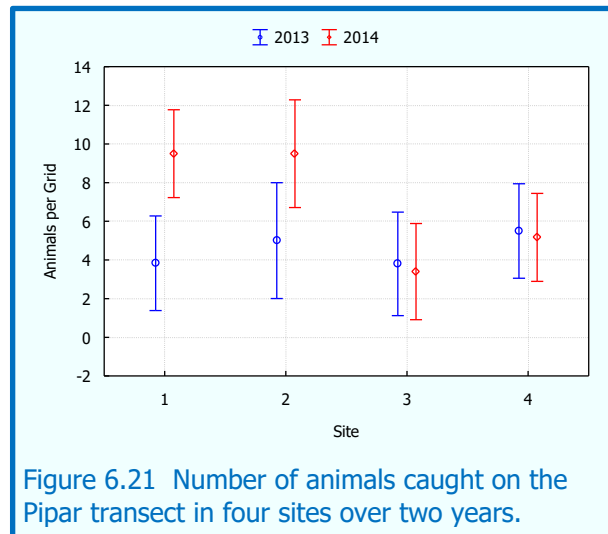 2013 2014
14
12
10
8
6
4
2
0
-2
Animals per Grid
1 2 3 4
Site
Figure 6.21 Number of animals caught on the
Pipar transect in four sites over two years.